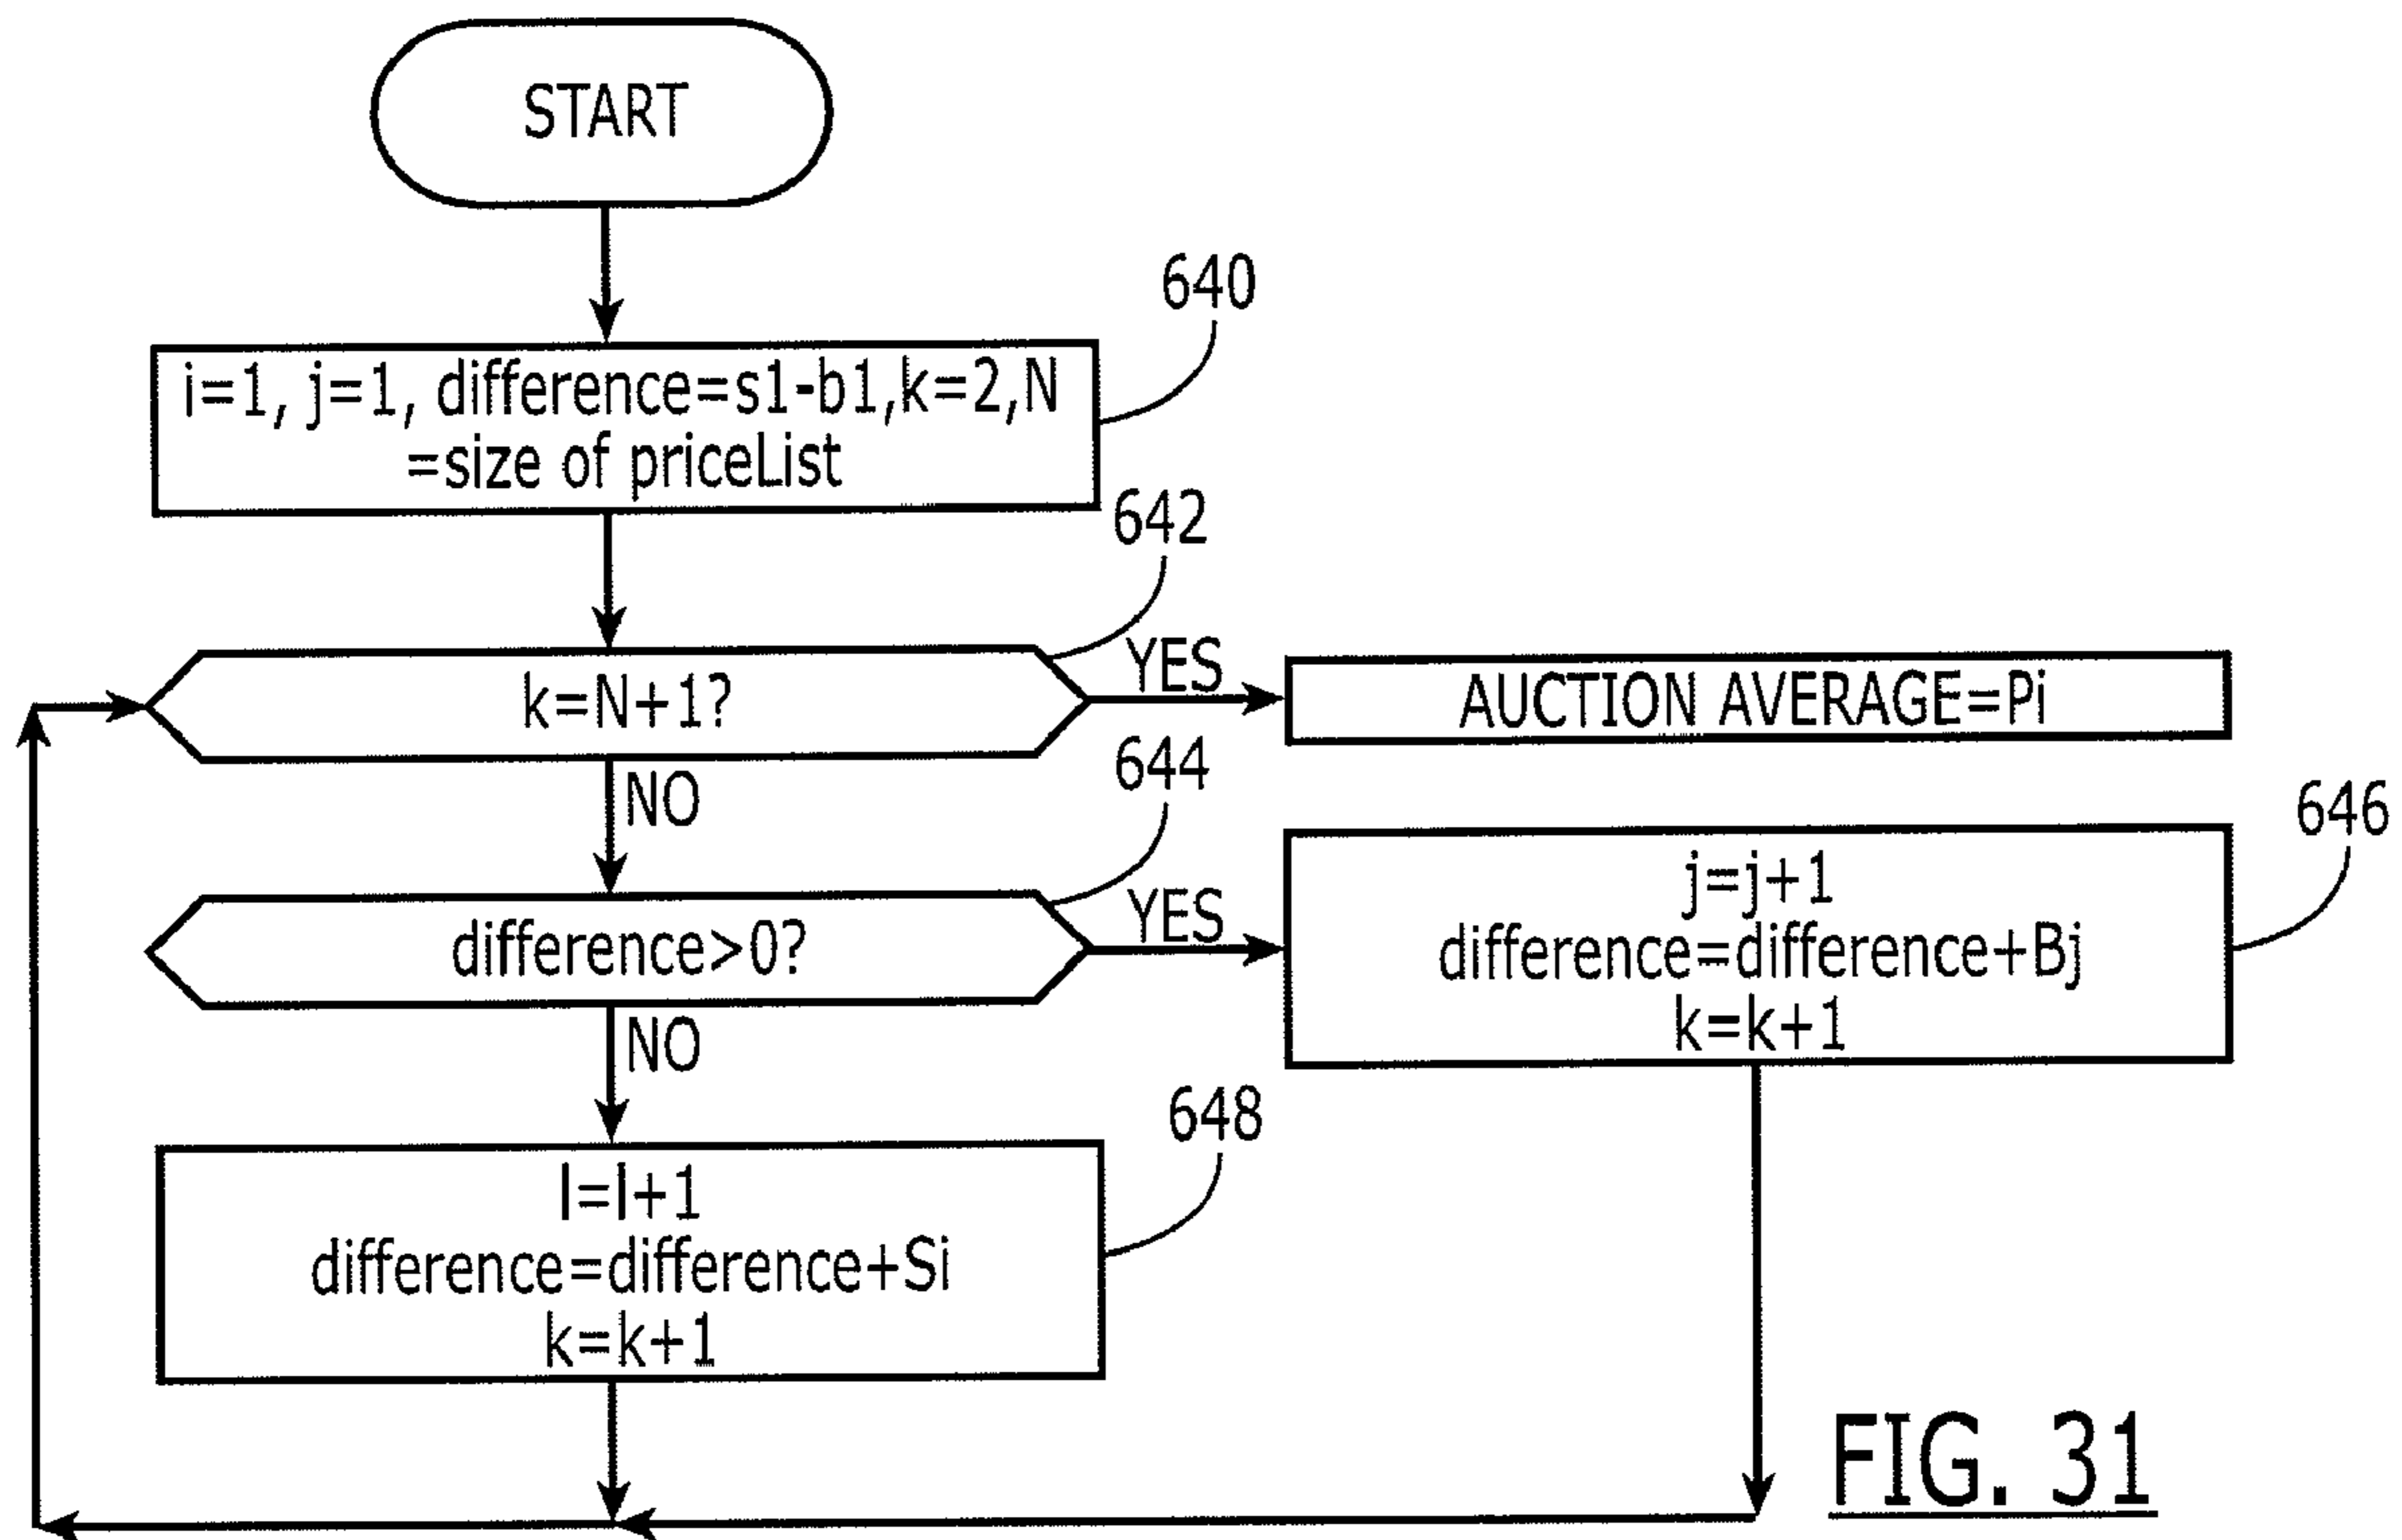 START
640
i=1, j=1, difference=s1-b1,k=2,N
=size of priceList
642
k=N+1?
YES
AUCTION AVERAGE=Pi
NO
644
difference>0?
YES
646
j=j+1
difference=difference+Bj
k=k+1
NO
648
I=I+1
difference=difference+Si
k=k+1
FIG. 31